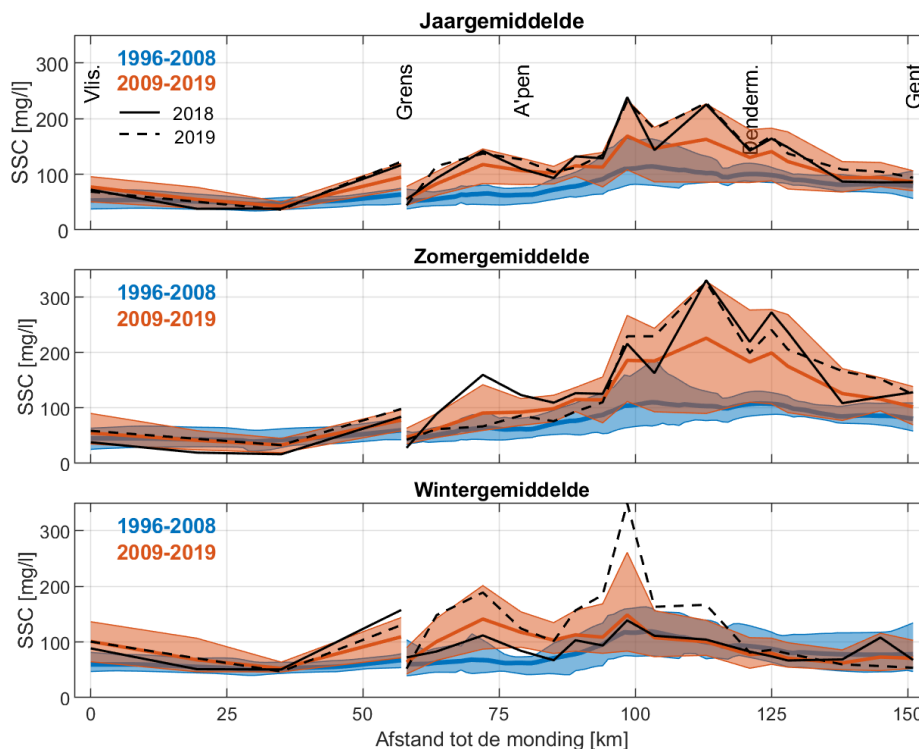 Jaargemiddelde
300
200
100
0
SSC [mg/l]
1996-2008
2009-2019
2018
2019
Vlis.
Grens
A'pen
Denderm.
Gent
Zomergemiddelde
300
200
100
0
SSC [mg/l]
1996-2008
2009-2019
Wintergemiddelde
300
200
100
0
SSC [mg/l]
1996-2008
2009-2019
0 25 50 75 100 125 150
Afstand tot de monding [km]